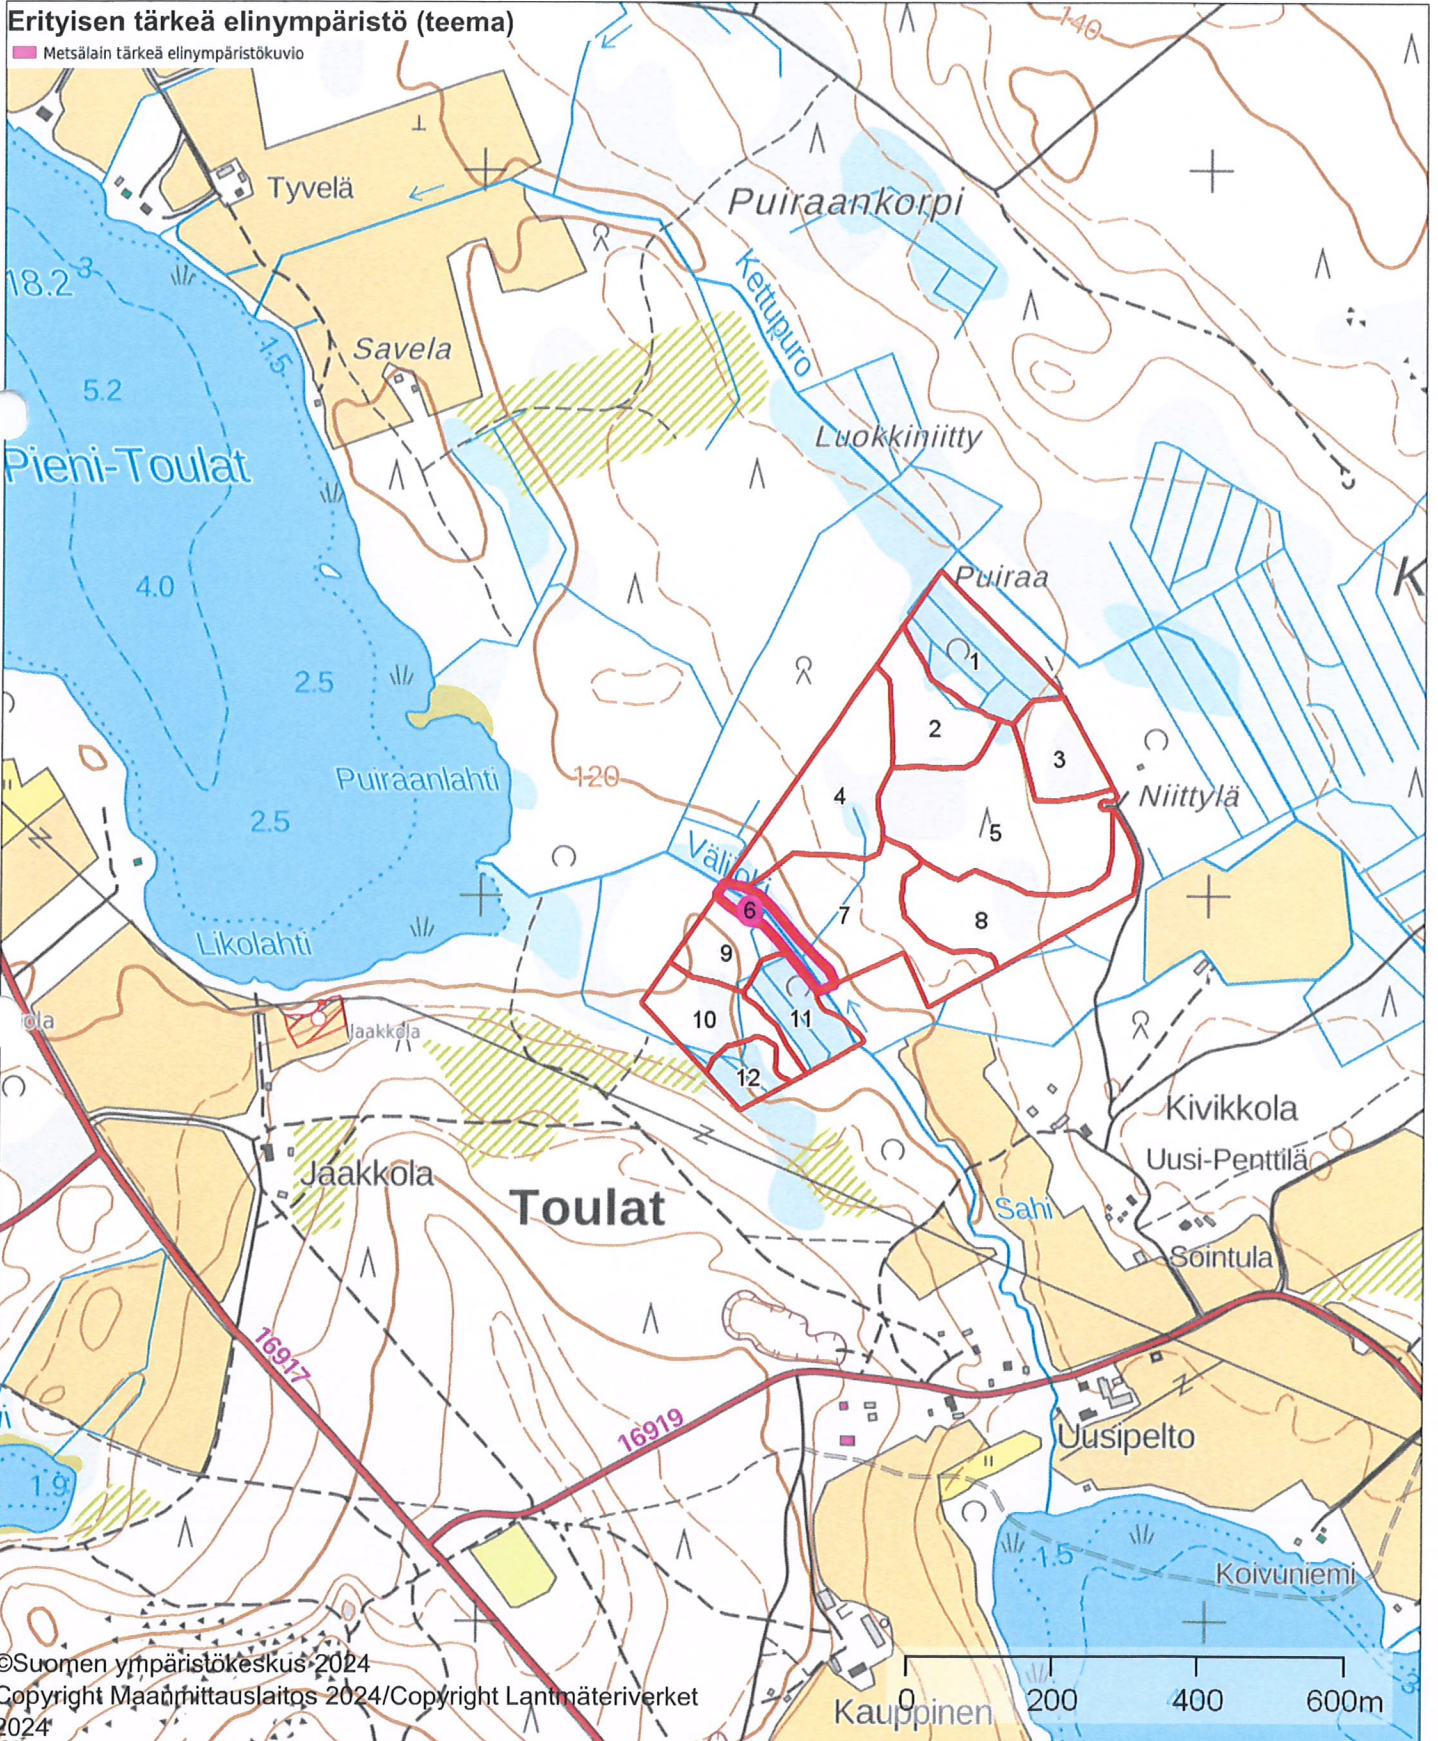 Erityisen tärkeä elinympäristö (teema)
Metsälain tärkeä elinympäristökuvio
140
Tyvelä
Puiraankorpi
18.2
3
Kettupuro
1.5
Savela
5.2
Luokkiniitty
Pieni-Toulat
Puiraa
K
4.0
1
2.5
2
3
Puiraanlahti
120
4
Niittylä
2.5
5
Välijoki
6
7
8
Likolahti
9
ola
Jaakkola
10
11
12
Kivikkola
Uusi-Penttilä
Jaakkola
Toulat
Sahi
Sointula
16917
16919
Uusipelto
1.9
1.5
Koivuniemi
©Suomen ympäristökeskus 2024
Copyright Maanmittauslaitos 2024/Copyright Lantmäteriverket
2024
Kauppinen
0 200 400 600m
3